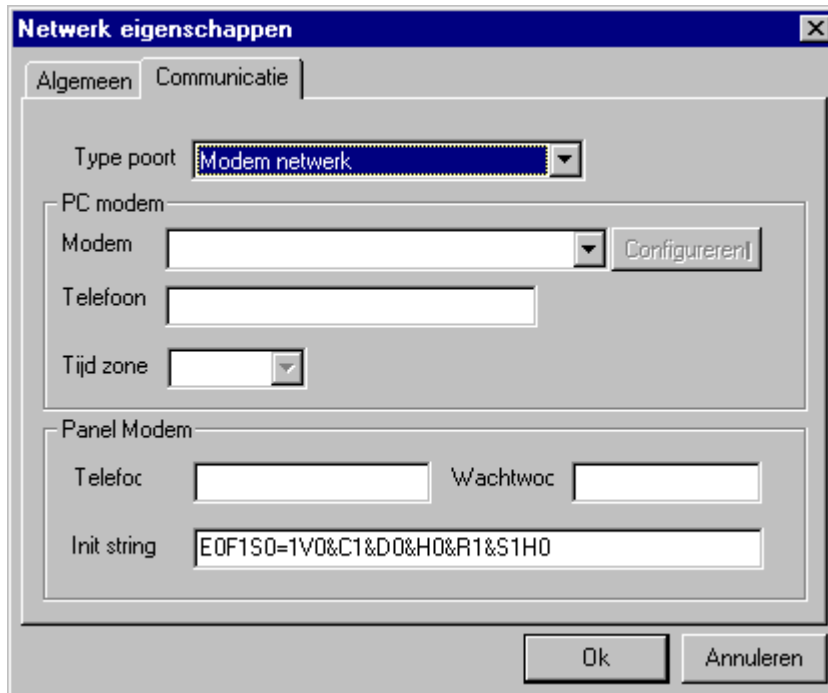 Netwerk eigenschappen
Algemeen Communicatie
Type poort Modem netwerk
PC modem
Modem Configureren
Telefoon
Tijd zone
Panel Modem
Telefoc Wachtwoc
Init string E0F1S0=1V0&C1&D0&H0&R1&S1H0
Ok Annuleren